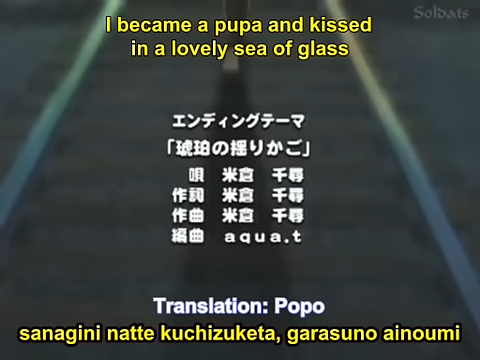 I became a pupa and kissed
in a lovely sea of glass
Soldats
エンディングテーマ
「琥珀の揺りかご」
唄 米倉 千尋
作詞 米倉 千尋
作曲 米倉 千尋
編曲 aqua.t
Translation: Popo
sanagini natte kuchizuketa, garasuno ainoumi